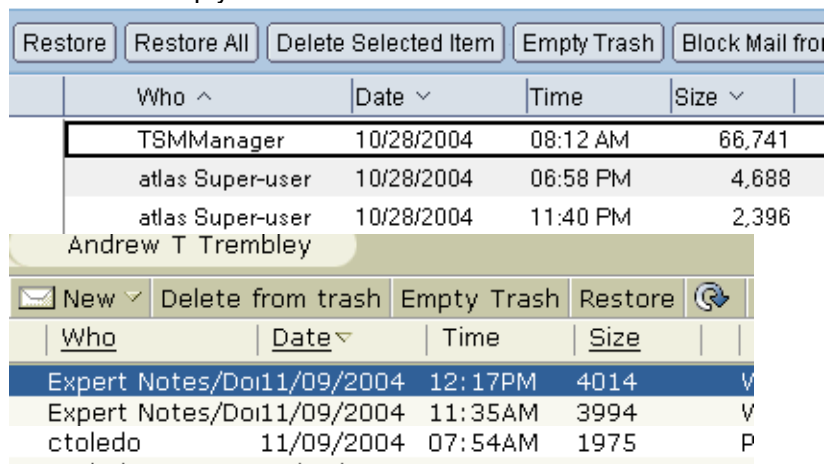 Restore Restore All Delete Selected Item Empty Trash Block Mail
Who Date Time Size
TSMManager 10/28/2004 08:12 AM 66,741
atlas Super-user 10/28/2004 06:58 PM 4,688
atlas Super-user 10/28/2004 11:40 PM 2,396
Andrew T Trembley
New Delete from trash Empty Trash Restore
Who Date Time Size
Expert Notes/Do 11/09/2004 12:17PM 4014
Expert Notes/Do 11/09/2004 11:35AM 3994
ctoledo 11/09/2004 07:54AM 1975 P